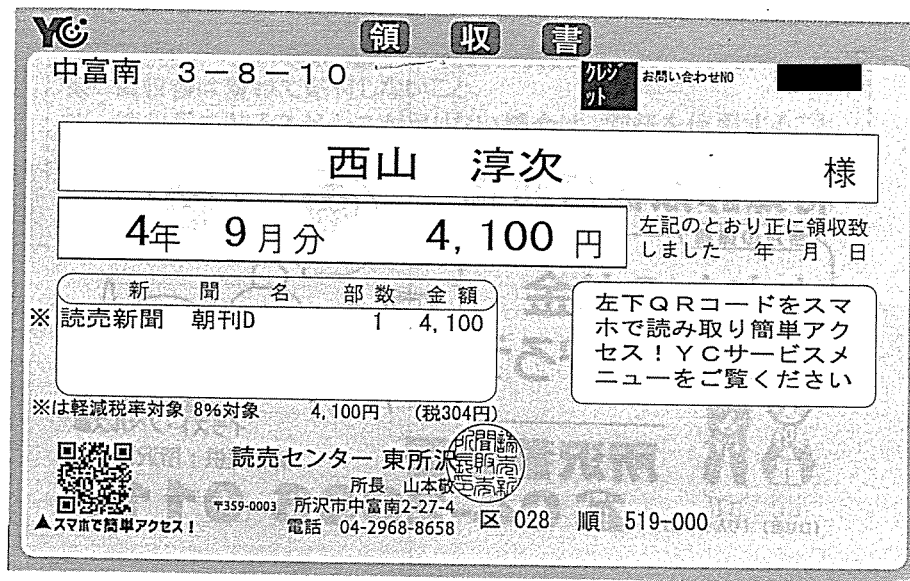 YC
領収書
中富南 3-8-10
クレジット お問い合わせNO
西山 淳次 様
4年 9月分 4,100円
左記のとおり正に領収致
しました 年 月 日
新聞名 部数 金額
※ 読売新聞 朝刊D 1 4,100
左下QRコードをスマ
ホで読み取り簡単アク
セス！YCサービスメ
ニューをご覧ください
※は軽減税率対象 8%対象 4,100円 (税304円)
読売センター 東所沢
所長 山本敏
〒359-0003 所沢市中富南2-27-4
電話 04-2968-8658
区 028 順 519-000
▲スマホで簡単アクセス！